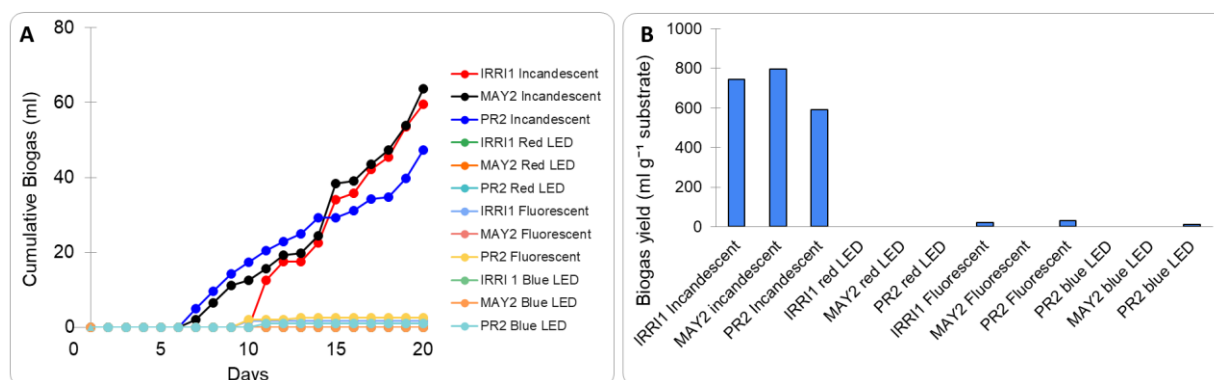 A
80
60
40
20
0
Cumulative Biogas (ml)
0 5 10 15 20
Days
IRRI1 Incandescent
MAY2 Incandescent
PR2 Incandescent
IRRI1 Red LED
MAY2 Red LED
PR2 Red LED
IRRI1 Fluorescent
MAY2 Fluorescent
PR2 Fluorescent
IRRI 1 Blue LED
MAY2 Blue LED
PR2 Blue LED
B
1000
800
600
400
200
0
Biogas yield (ml g⁻¹ substrate)
IRRI1 Incandescent
MAY2 incandescent
PR2 Incandescent
IRRI1 red LED
MAY2 red LED
PR2 red LED
IRRI1 Fluorescent
MAY2 Fluorescent
PR2 Fluorescent
PR2 blue LED
MAY2 blue LED
PR2 blue LED